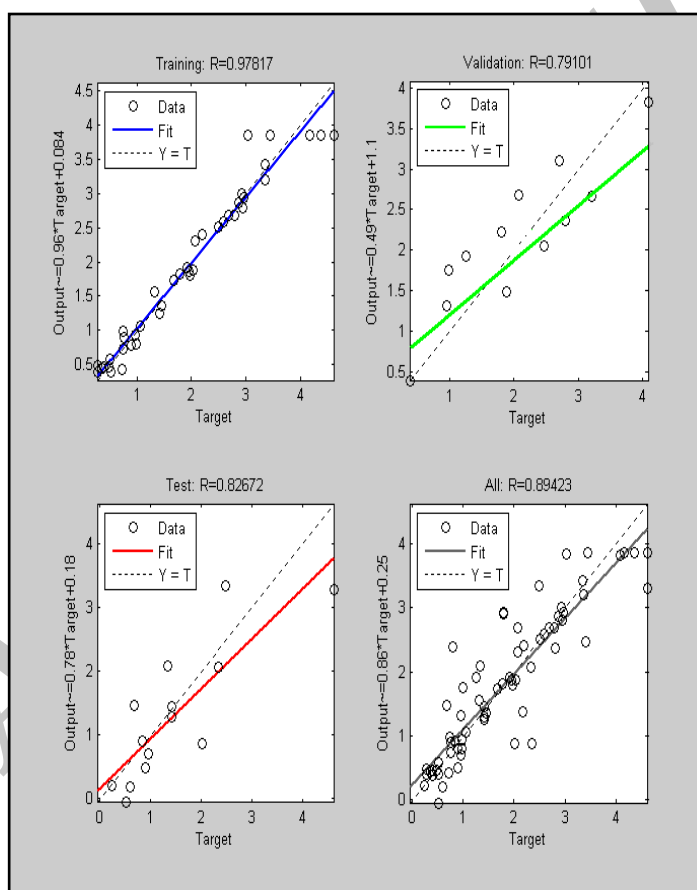 Training: R=0.97817
Output~=0.96*Target+0.084
4.5
4
3.5
3
2.5
2
1.5
1
0.5
Data
Fit
Y = T
1 2 3 4
Target
Validation: R=0.79101
Output~=0.49*Target+1.1
4
3.5
3
2.5
2
1.5
1
0.5
Data
Fit
Y = T
1 2 3 4
Target
Test: R=0.82672
Output~=0.78*Target+0.18
4
3
2
1
0
Data
Fit
Y = T
0 1 2 3 4
Target
All: R=0.89423
Output~=0.86*Target+0.25
4
3
2
1
0
Data
Fit
Y = T
0 1 2 3 4
Target